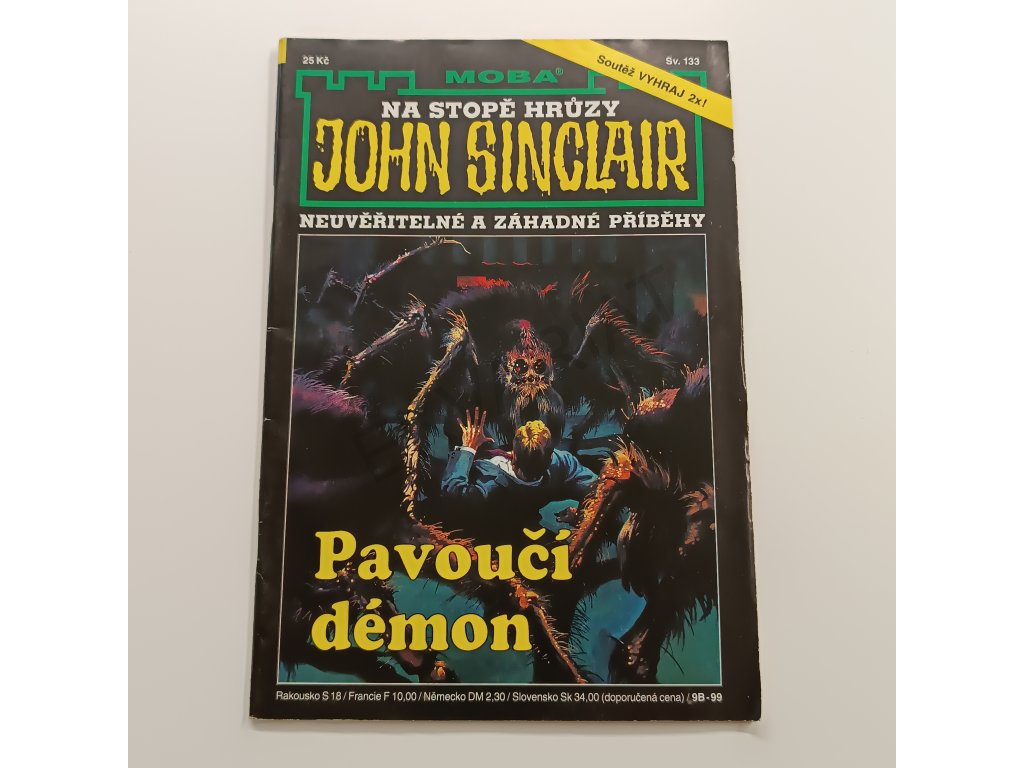 25 Kč
Sv. 133
Soutěž VYHRAJ 2x!
MOBA®
NA STOPĚ HRŮZY
JOHN SINCLAIR
NEUVĚŘITELNÉ A ZÁHADNÉ PŘÍBĚHY
Pavoučí
démon
Rakousko S 18 / Francie F 10,00 / Německo DM 2,30 / Slovensko Sk 34,00 (doporučená cena) / 9B - 99